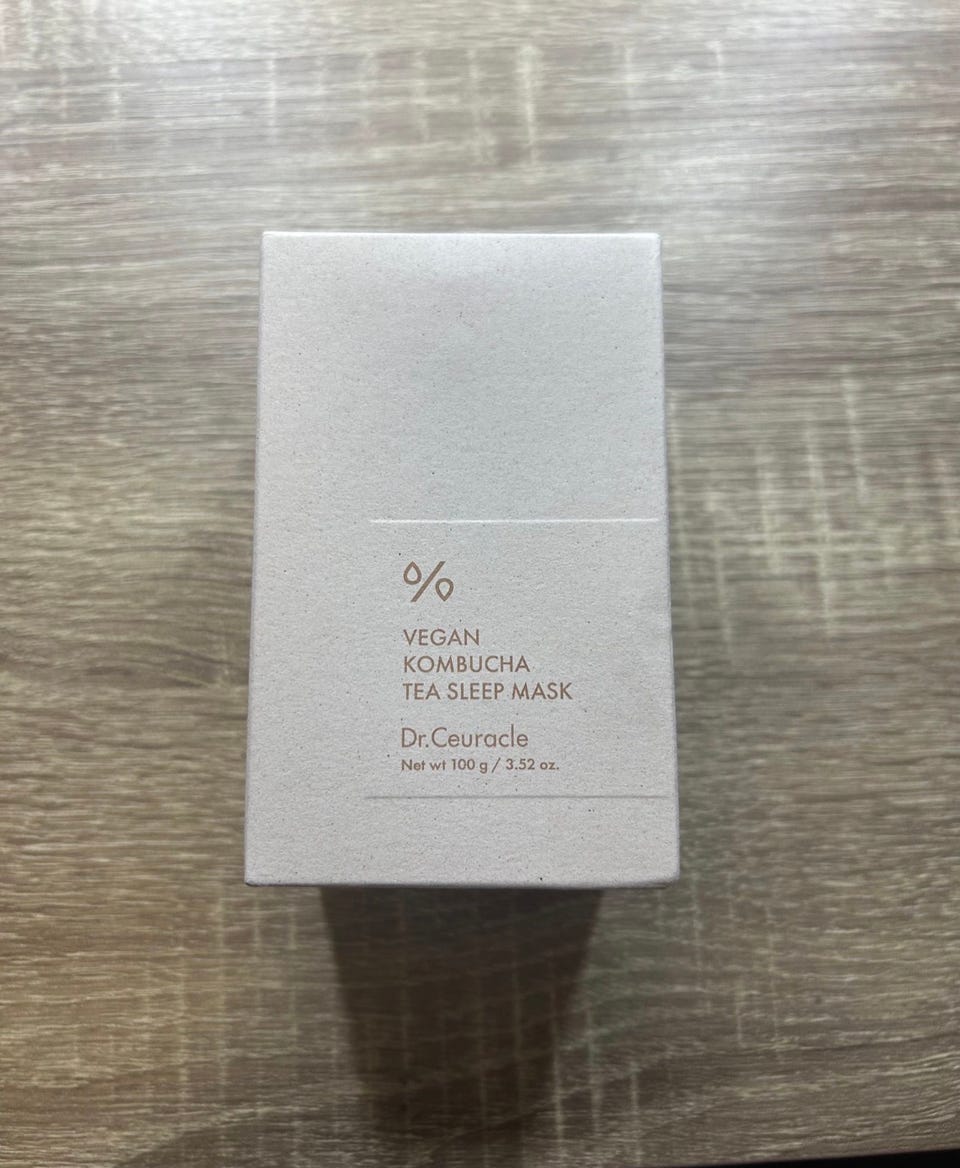 VEGAN
KOMBUCHA
TEA SLEEP MASK
Dr.Ceuracle
Net wt 100 g / 3.52 oz.